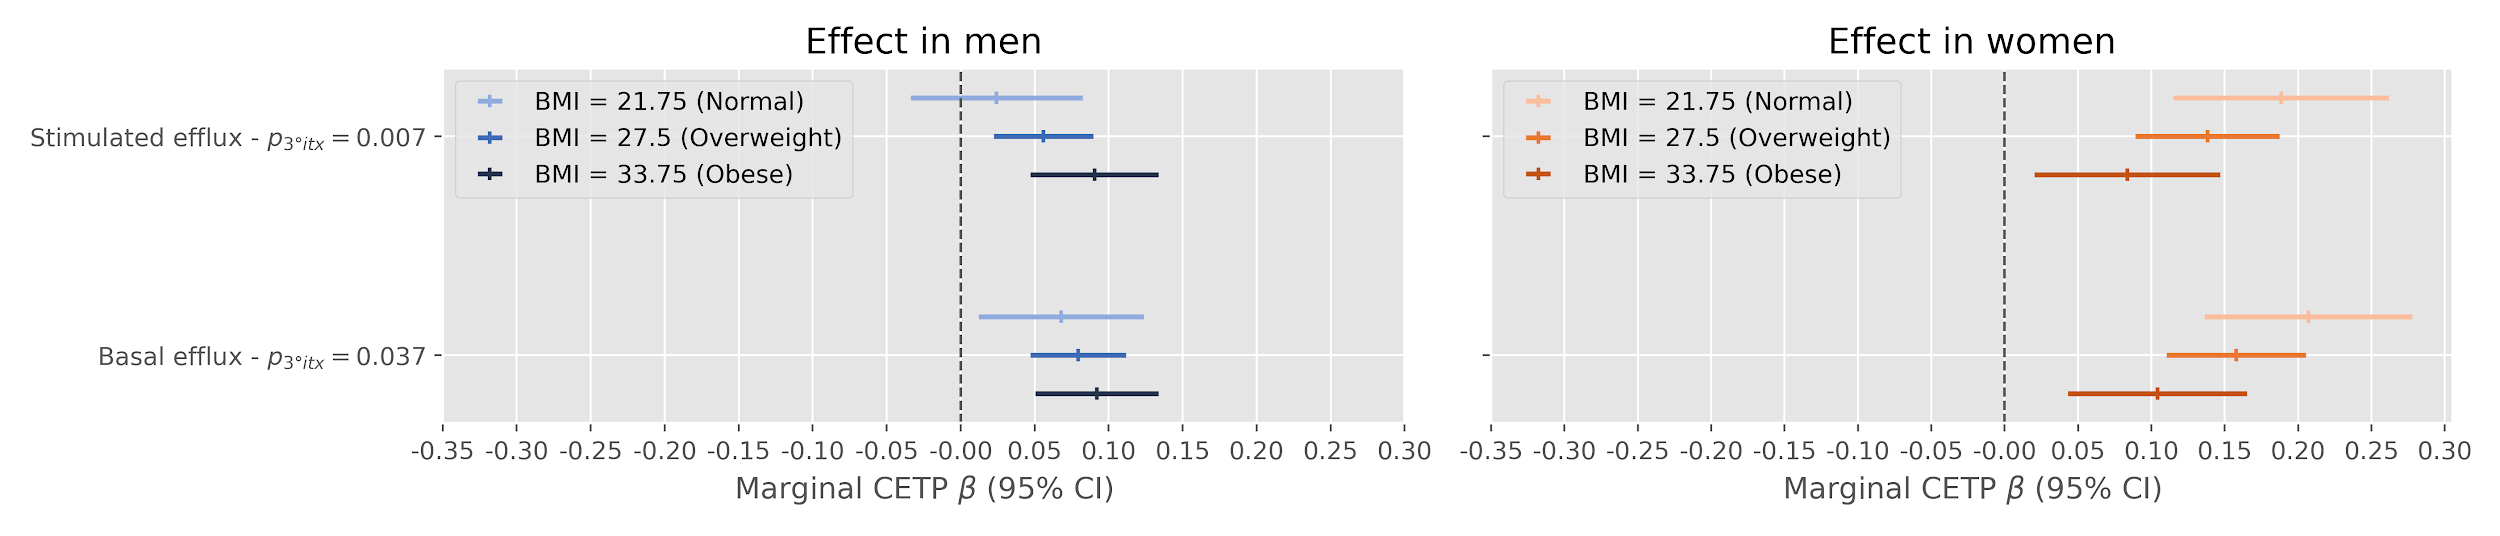 Effect in men
BMI = 21.75 (Normal)
BMI = 27.5 (Overweight)
BMI = 33.75 (Obese)
Stimulated efflux - p3°itx = 0.007
Basal efflux - p3°itx = 0.037
-0.35 -0.30 -0.25 -0.20 -0.15 -0.10 -0.05 -0.00 0.05 0.10 0.15 0.20 0.25 0.30
Marginal CETP β (95% CI)
Effect in women
BMI = 21.75 (Normal)
BMI = 27.5 (Overweight)
BMI = 33.75 (Obese)
-0.35 -0.30 -0.25 -0.20 -0.15 -0.10 -0.05 -0.00 0.05 0.10 0.15 0.20 0.25 0.30
Marginal CETP β (95% CI)